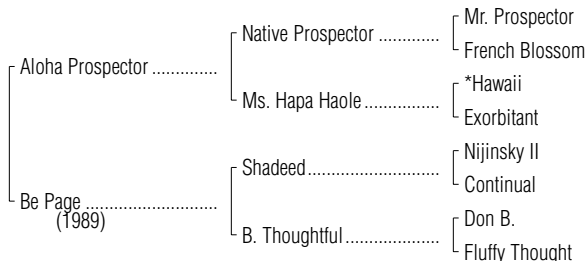 Mr. Prospector
Native Prospector ..............
French Blossom
Aloha Prospector ..............
*Hawaii
Ms. Hapa Haole .................
Exorbitant
Nijinsky II
Shadeed..............................
Continual
Be Page ............................
(1989)
Don B.
B. Thoughtful.....................
Fluffy Thought